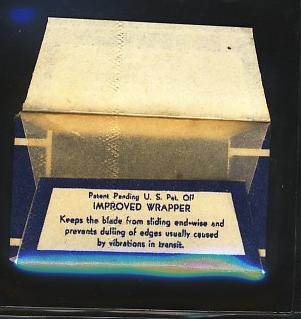 Patent Pending U. S. Pat. Off
IMPROVED WRAPPER
Keeps the blade from sliding end-wise and
prevents dulling of edges usually caused
by vibrations in transit.